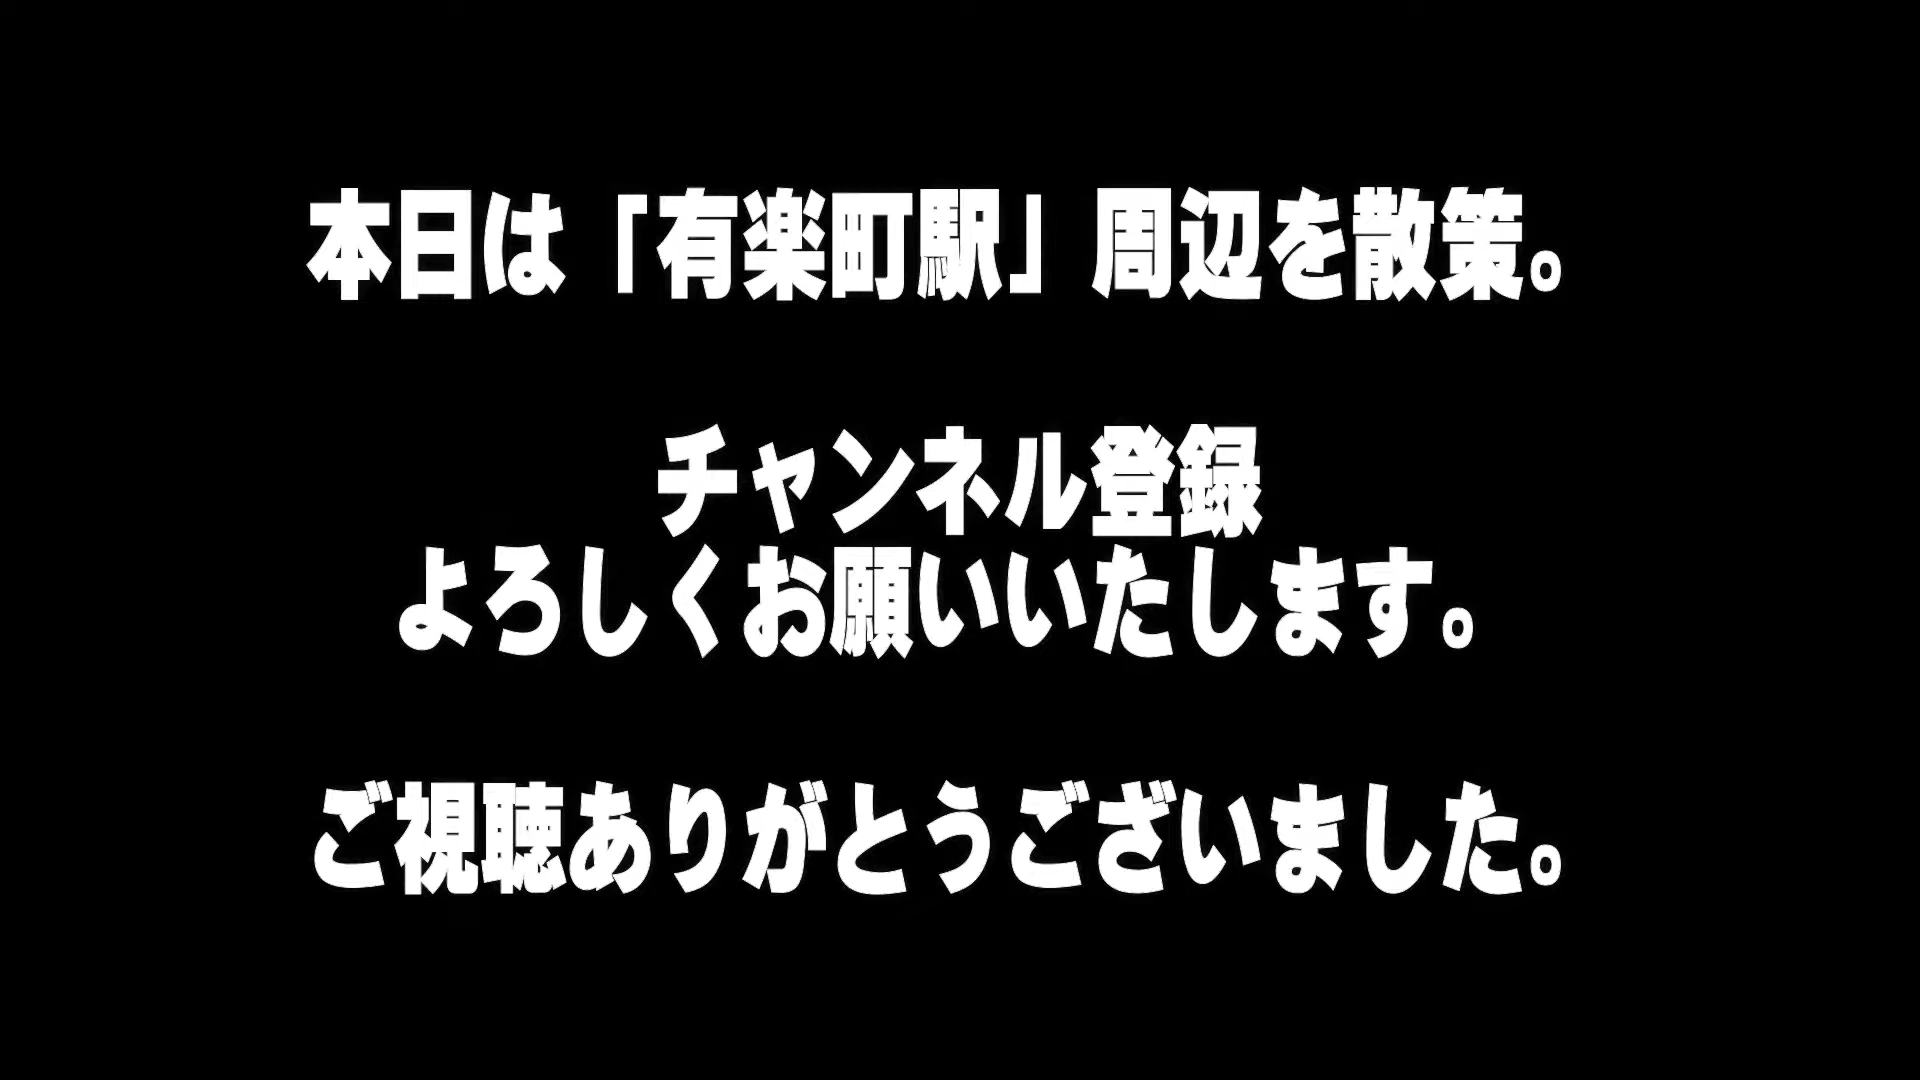 本日は「有楽町駅」周辺を散策。
チャンネル登録
よろしくお願いいたします。
ご視聴ありがとうございました。